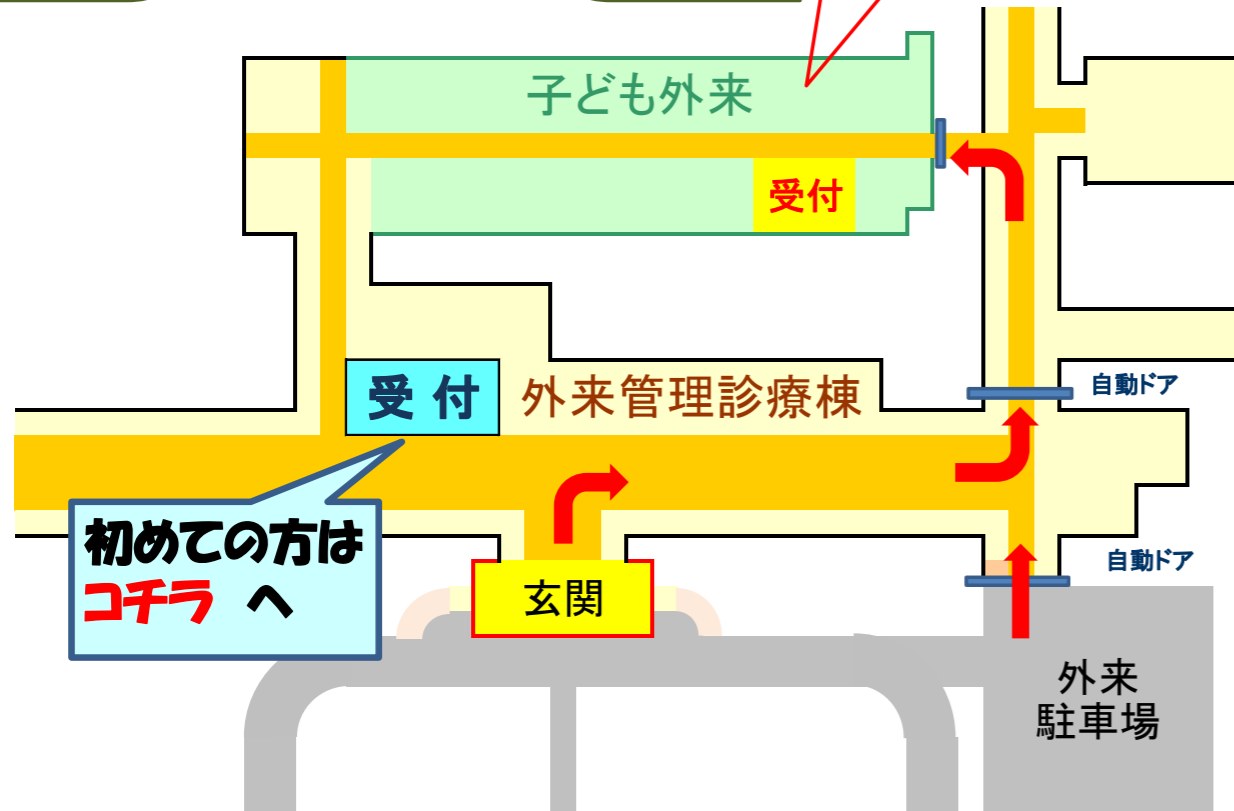 子ども外来
受付
受 付
外来管理診療棟
自動ドア
初めての方は
コチラ へ
自動ドア
玄関
外来
駐車場